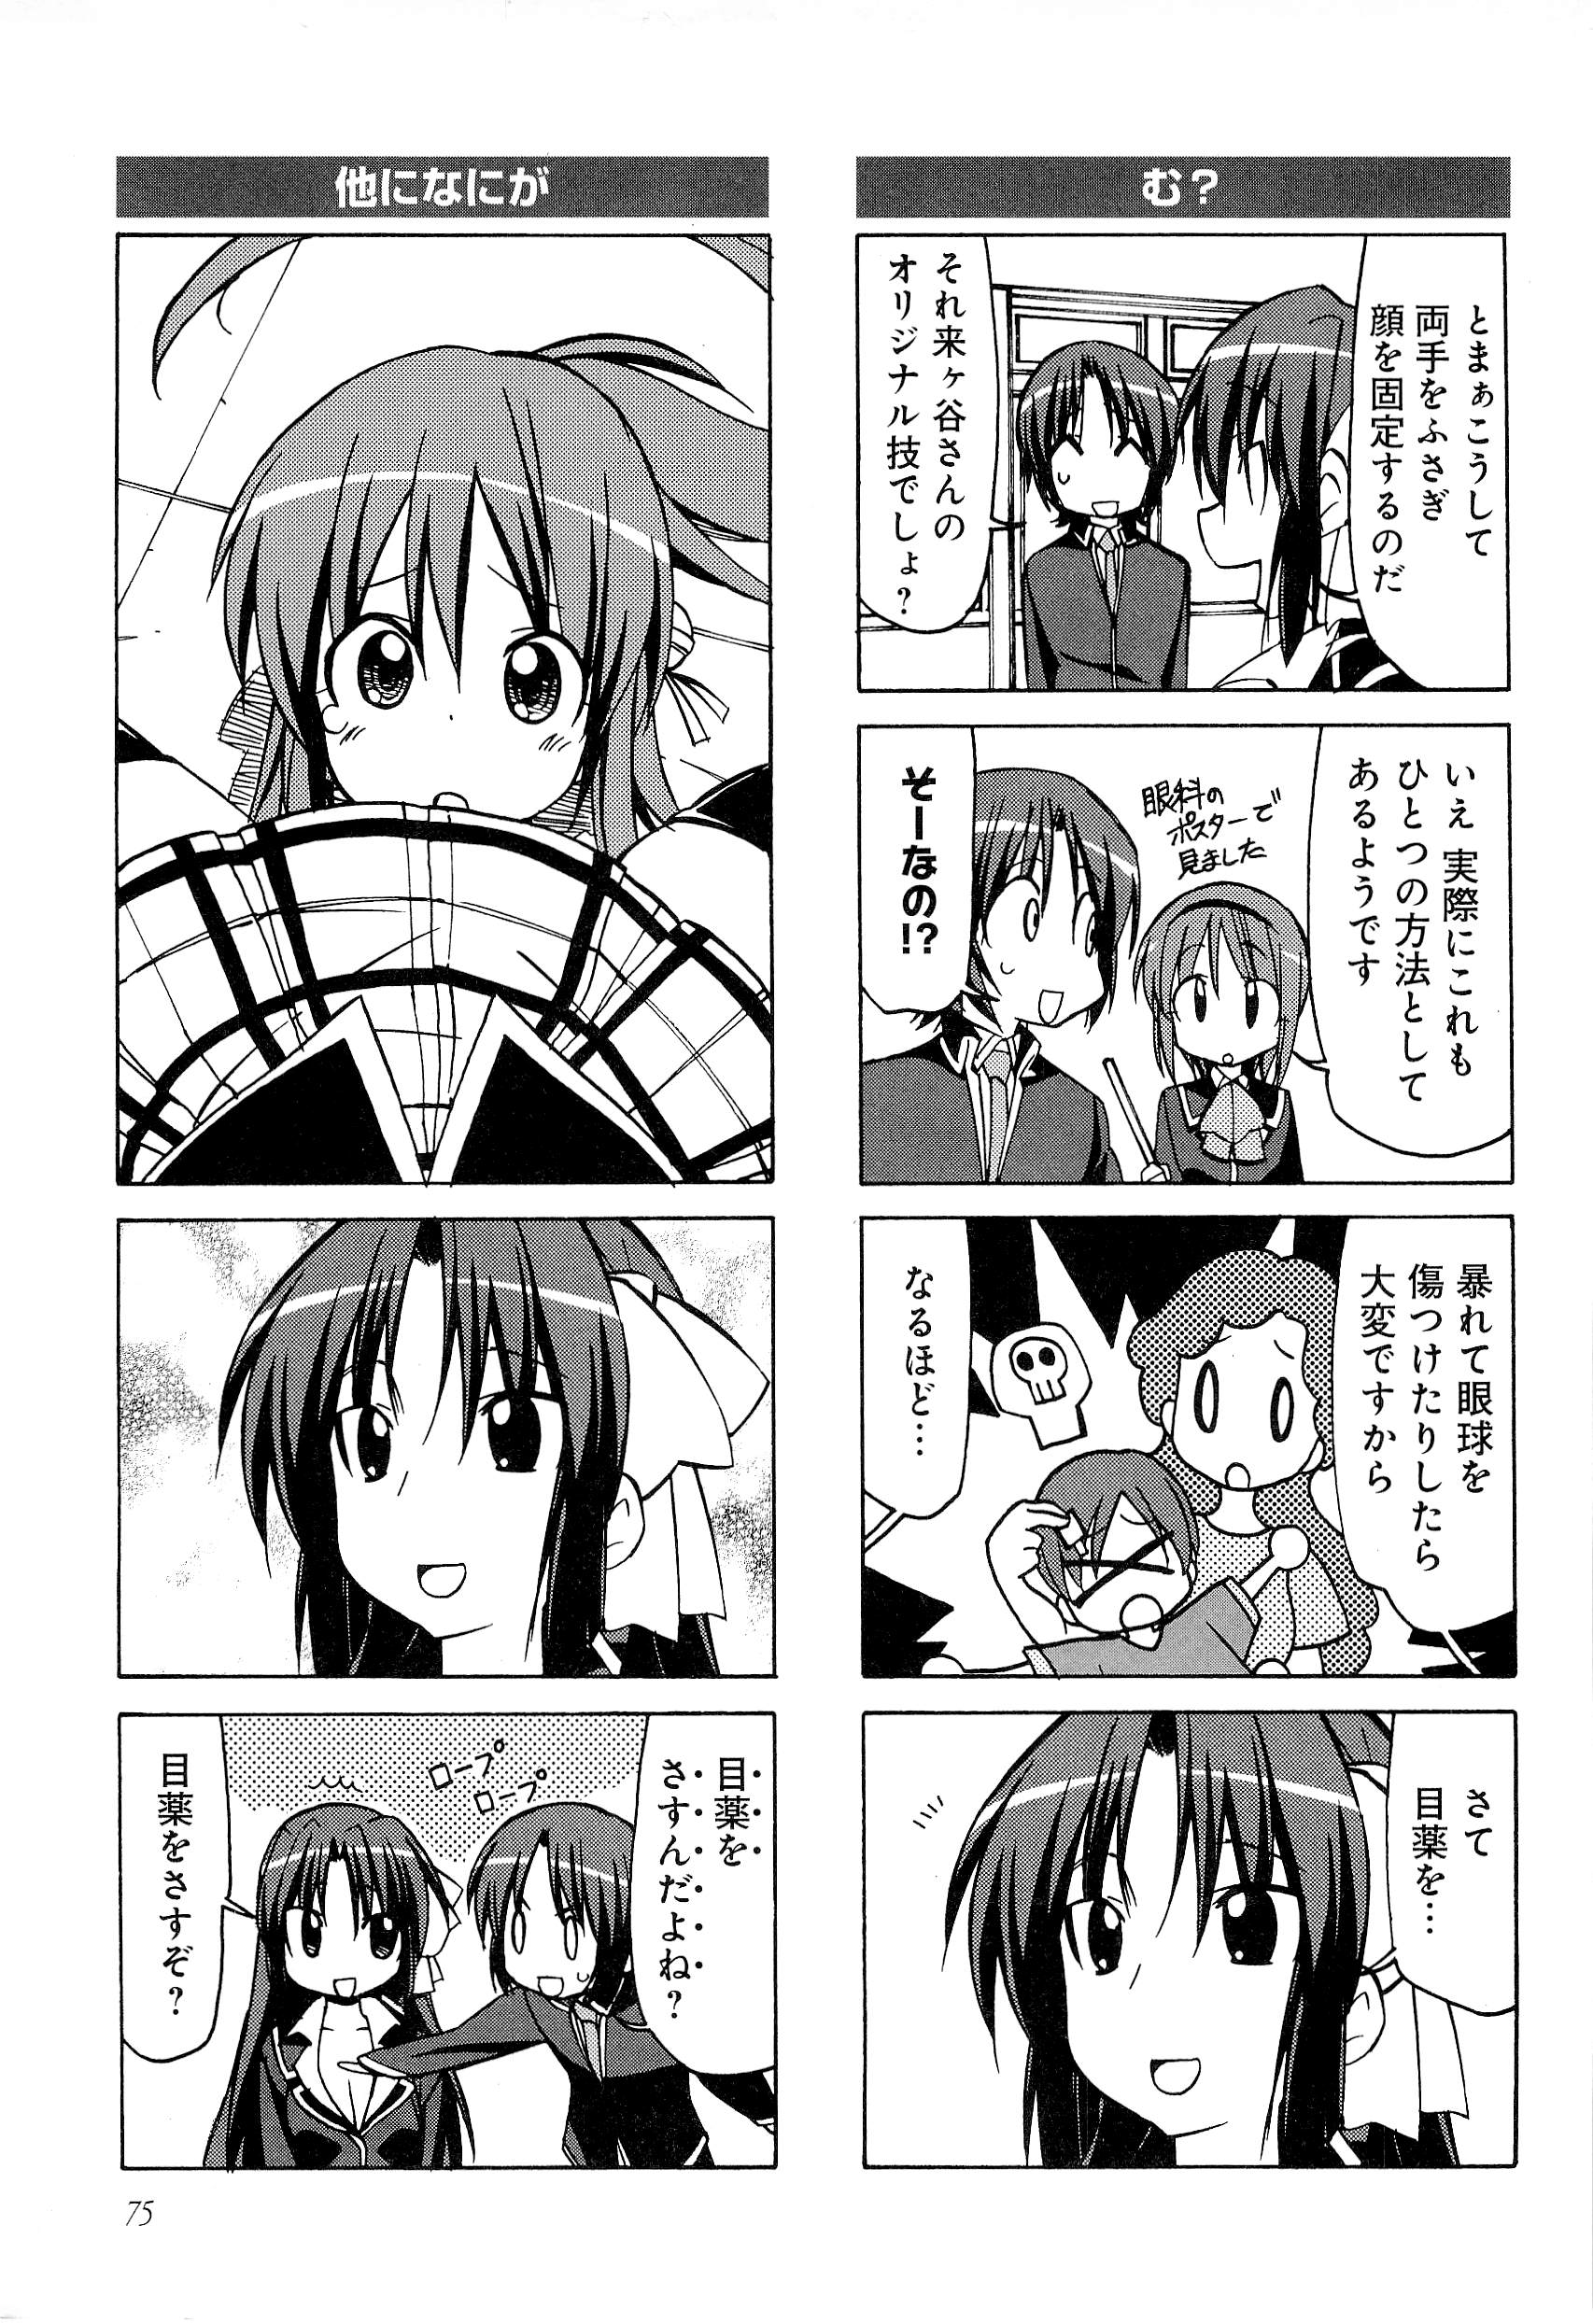 む？
とまぁこうして
両手をふさぎ
顔を固定するのだ
それ来ヶ谷さんの
オリジナル技でしょ？
いえ 実際にこれも
ひとつの方法として
あるようです
眼科の
ポスターで
見ました
そーなの!?
暴れて眼球を
傷つけたりしたら
大変ですから
なるほど…
さて
目薬を…
他になにが
目薬を
さすんだよね？
ロープ
ロープ
目薬をさすぞ？
75